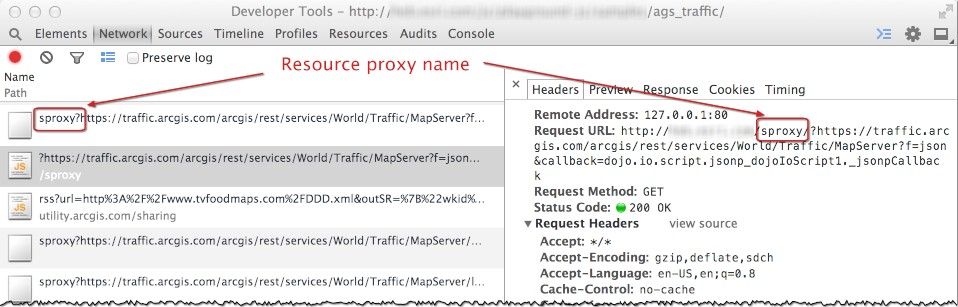 Developer Tools - http:// /ags_traffic/
Elements Network Sources Timeline Profiles Resources Audits Console
Preserve log
Name
Path
Resource proxy name
sproxy?https://traffic.arcgis.com/arcgis/rest/services/World/Traffic/MapServer?f...
?https://traffic.arcgis.com/arcgis/rest/services/World/Traffic/MapServer?f=json...
/sproxy
rss?url=http%3A%2F%2Fwww.tvfoodmaps.com%2FDDD.xml&outSR=%7B%22wkid%...
utility.arcgis.com/sharing
sproxy?https://traffic.arcgis.com/arcgis/rest/services/World/Traffic/MapServer/...
sproxy?https://traffic.arcgis.com/arcgis/rest/services/World/Traffic/MapServer/l...
× Headers Preview Response Cookies Timing
Remote Address: 127.0.0.1:80
Request URL: http:// /sproxy/?https://traffic.arc
gis.com/arcgis/rest/services/World/Traffic/MapServer?f=json
&callback=dojo.io.script.jsonp_dojoIoScript1._jsonpCallbac
k
Request Method: GET
Status Code: 200 OK
Request Headers view source
Accept: */*
Accept-Encoding: gzip,deflate,sdch
Accept-Language: en-US,en;q=0.8
Cache-Control: no-cache